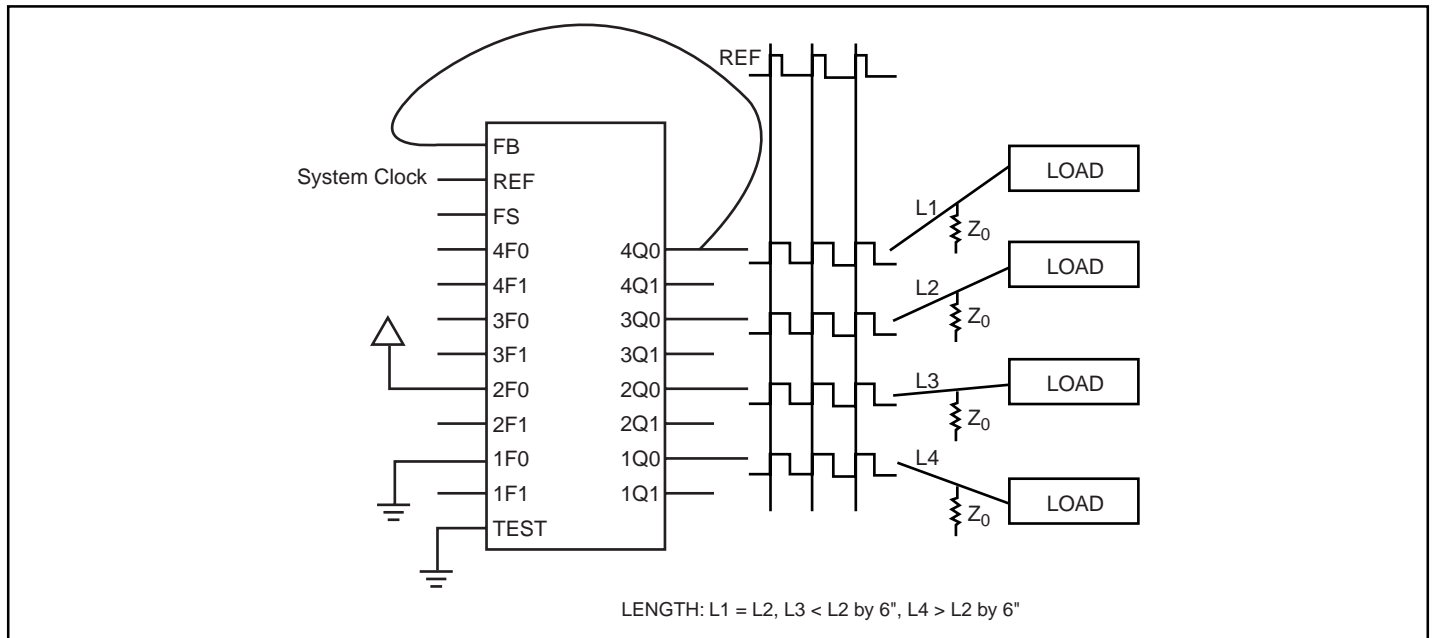 REF
FB
System Clock
REF
FS
4F0
4F1
3F0
3F1
2F0
2F1
1F0
1F1
TEST
4Q0
4Q1
3Q0
3Q1
2Q0
2Q1
1Q0
1Q1
L1
Z0
LOAD
L2
Z0
LOAD
L3
Z0
LOAD
L4
Z0
LOAD
LENGTH: L1 = L2, L3 < L2 by 6", L4 > L2 by 6"